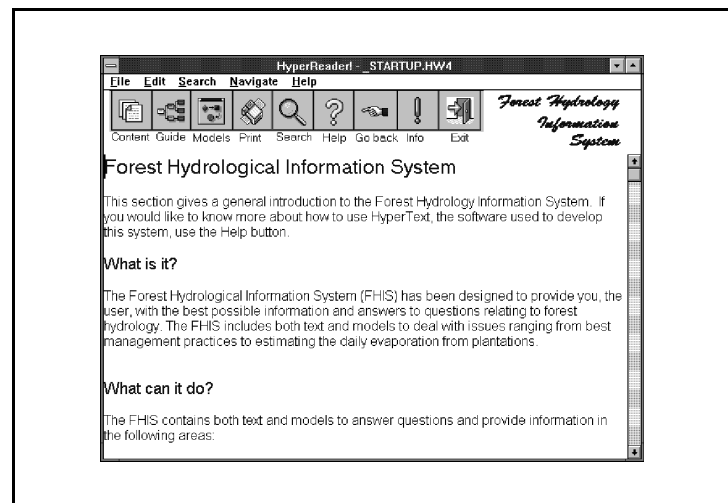 HyperReader! - _STARTUP.HW4
File Edit Search Navigate Help
Content Guide Models Print Search Help Go back Info Exit
Forest Hydrology
Information
System
Forest Hydrological Information System
This section gives a general introduction to the Forest Hydrology Information System. If
you would like to know more about how to use HyperText, the software used to develop
this system, use the Help button.
What is it?
The Forest Hydrological Information System (FHIS) has been designed to provide you, the
user, with the best possible information and answers to questions relating to forest
hydrology. The FHIS includes both text and models to deal with issues ranging from best
management practices to estimating the daily evaporation from plantations.
What can it do?
The FHIS contains both text and models to answer questions and provide information in
the following areas: